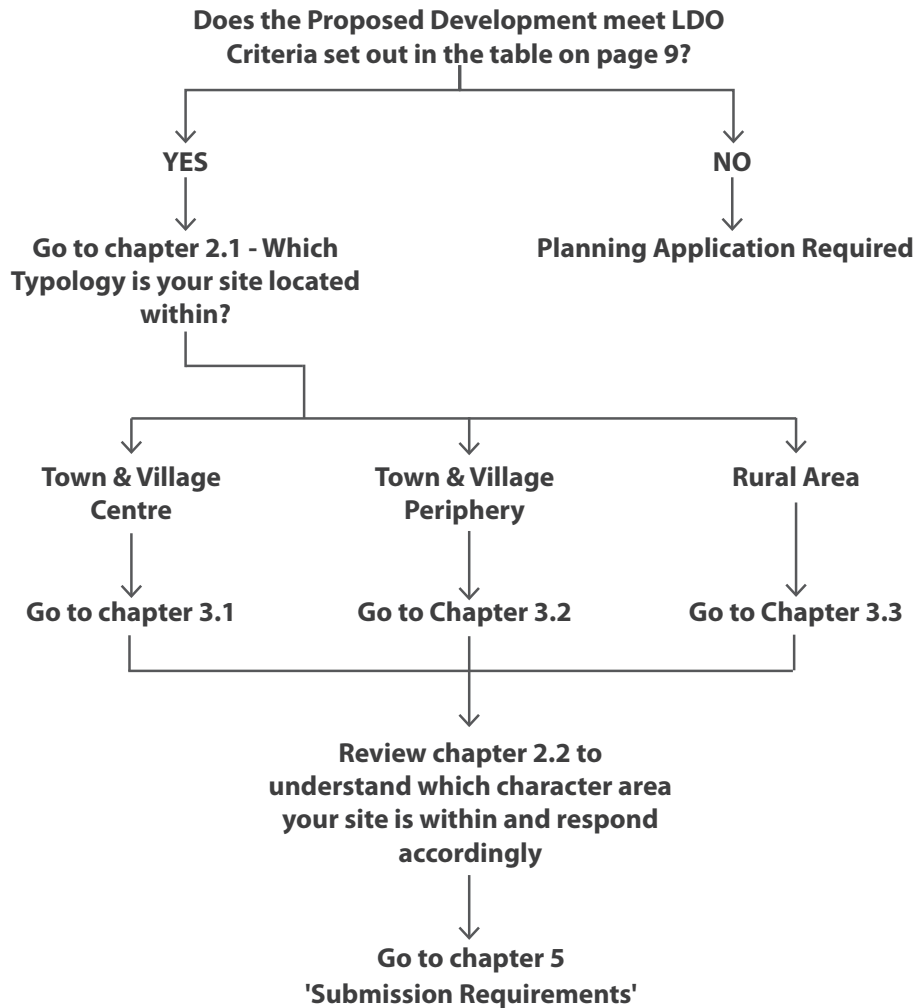 Does the Proposed Development meet LDO
Criteria set out in the table on page 9?
YES
NO
Go to chapter 2.1 - Which
Typology is your site located
within?
Planning Application Required
Town & Village
Centre
Town & Village
Periphery
Rural Area
Go to chapter 3.1
Go to Chapter 3.2
Go to Chapter 3.3
Review chapter 2.2 to
understand which character area
your site is within and respond
accordingly
Go to chapter 5
'Submission Requirements'